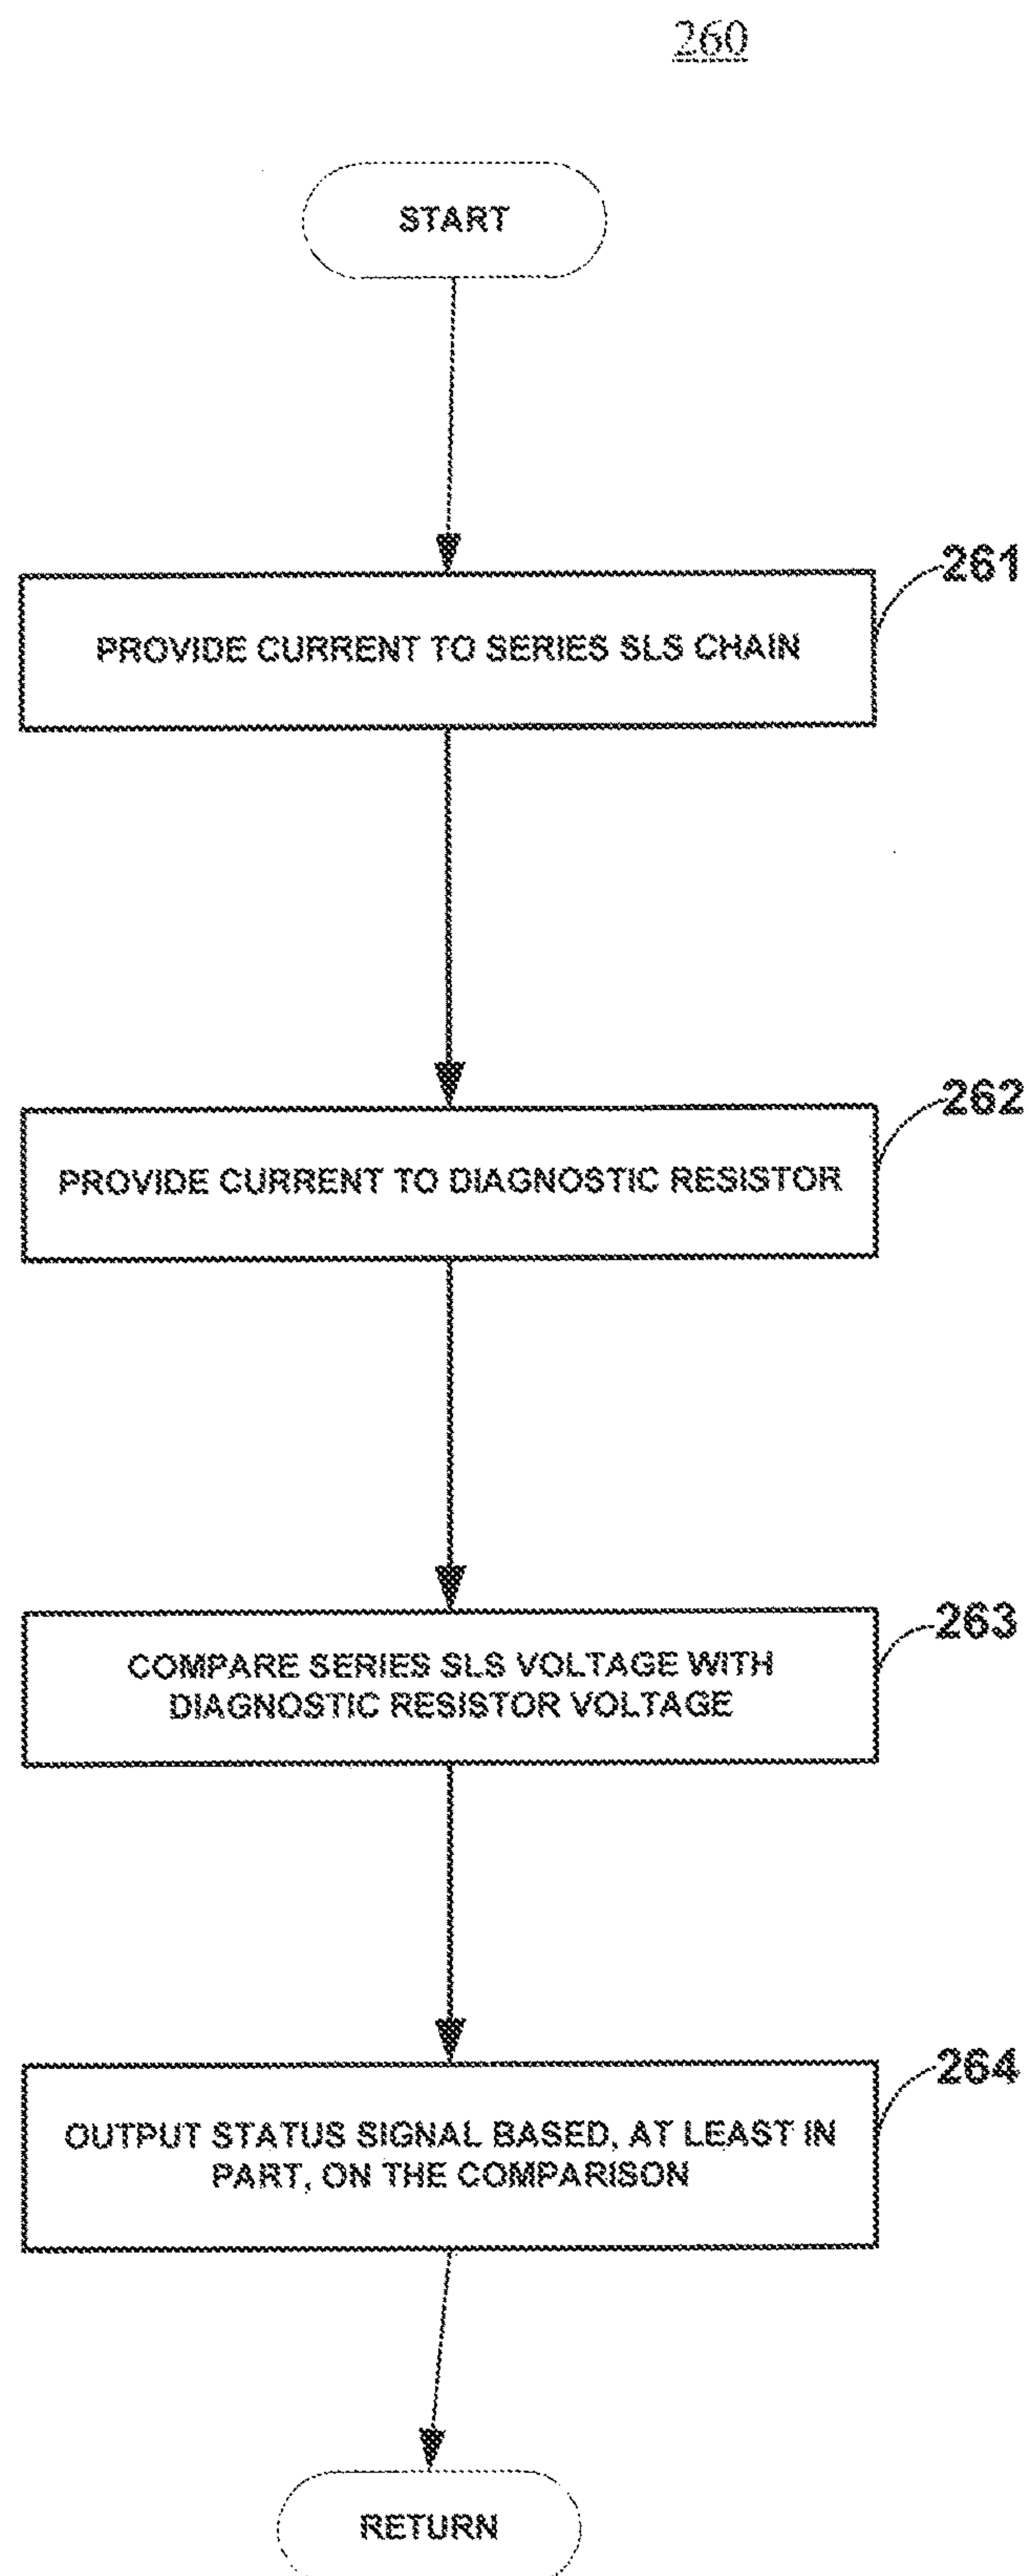 260
START
261
PROVIDE CURRENT TO SERIES SLS CHAIN
262
PROVIDE CURRENT TO DIAGNOSTIC RESISTOR
263
COMPARE SERIES SLS VOLTAGE WITH
DIAGNOSTIC RESISTOR VOLTAGE
264
OUTPUT STATUS SIGNAL BASED, AT LEAST IN
PART, ON THE COMPARISON
RETURN